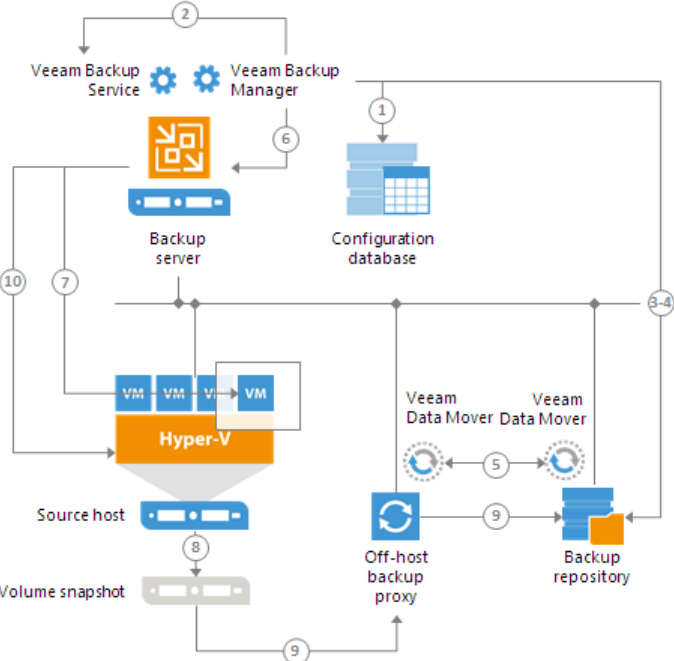 2
Veeam Backup
Service
Veeam Backup
Manager
1
6
Backup
server
Configuration
database
10
7
3-4
VM
VM
VM
Hyper-V
Veeam
Data Mover
Veeam
Data Mover
5
Source host
9
8
Off-host
backup
proxy
Backup
repository
Volume snapshot
9